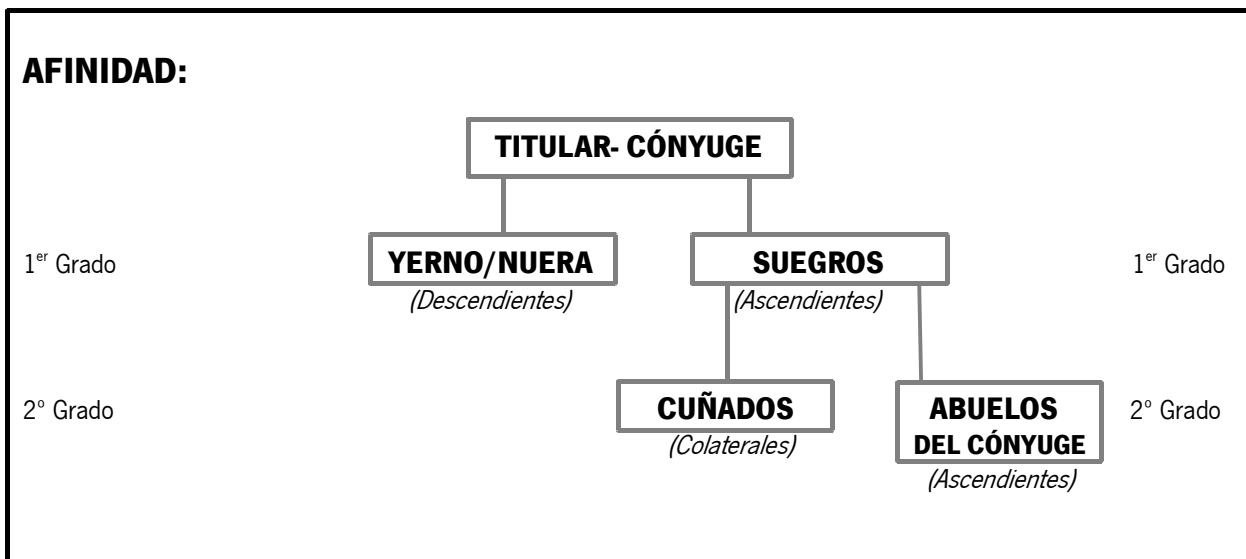 AFINIDAD:
TITULAR- CÓNYUGE
1er Grado
YERNO/NUERA
(Descendientes)
SUEGROS
(Ascendientes)
1er Grado
2º Grado
CUÑADOS
(Colaterales)
ABUELOS
DEL CÓNYUGE
(Ascendientes)
2º Grado